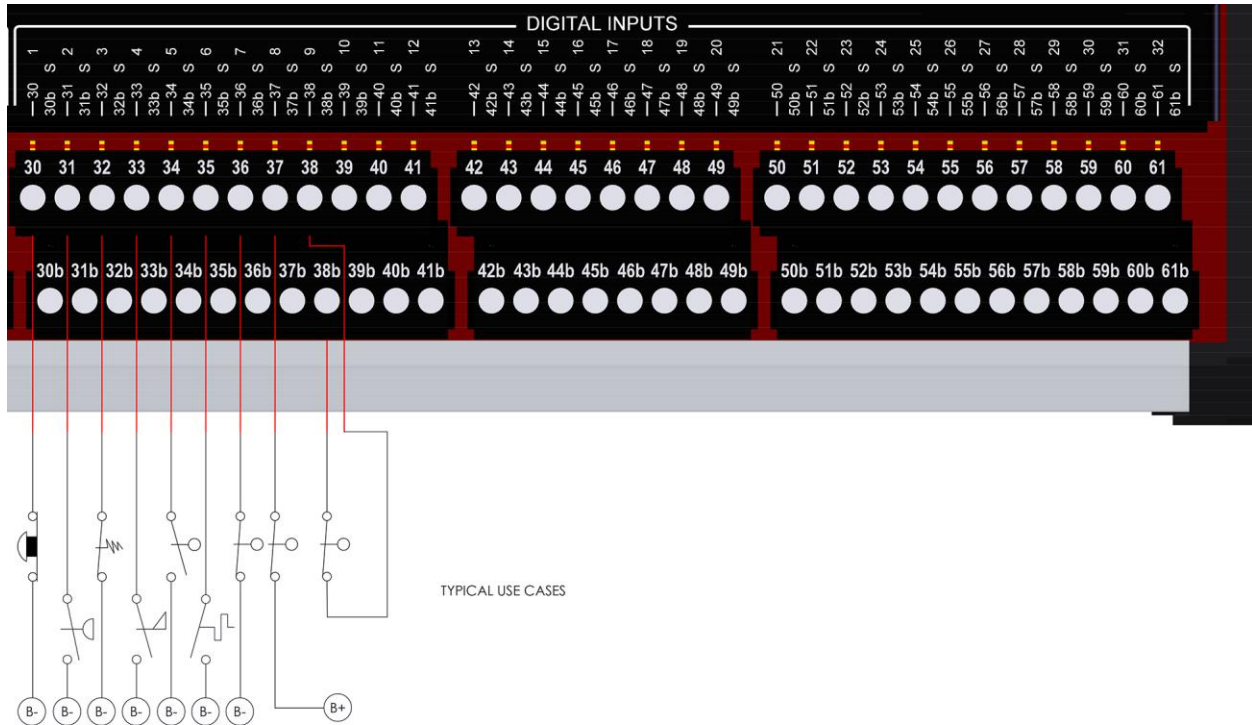 DIGITAL INPUTS
1 2 3 4 5 6 7 8 9 10 11 12 13 14 15 16 17 18 19 20 21 22 23 24 25 26 27 28 29 30 31 32
S S S S S S S S S S S S S S S S S S S S S S S S S S S S S S S S
30 30b 31 31b 32 32b 33 33b 34 34b 35 35b 36 36b 37 37b 38 38b 39 39b 40 40b 41 41b 42 42b 43 43b 44 44b 45 45b 46 46b 47 47b 48 48b 49 49b 50 50b 51 51b 52 52b 53 53b 54 54b 55 55b 56 56b 57 57b 58 58b 59 59b 60 60b 61 61b
30 31 32 33 34 35 36 37 38 39 40 41 42 43 44 45 46 47 48 49 50 51 52 53 54 55 56 57 58 59 60 61
30b 31b 32b 33b 34b 35b 36b 37b 38b 39b 40b 41b 42b 43b 44b 45b 46b 47b 48b 49b 50b 51b 52b 53b 54b 55b 56b 57b 58b 59b 60b 61b
TYPICAL USE CASES
B- B- B- B- B- B- B- B+